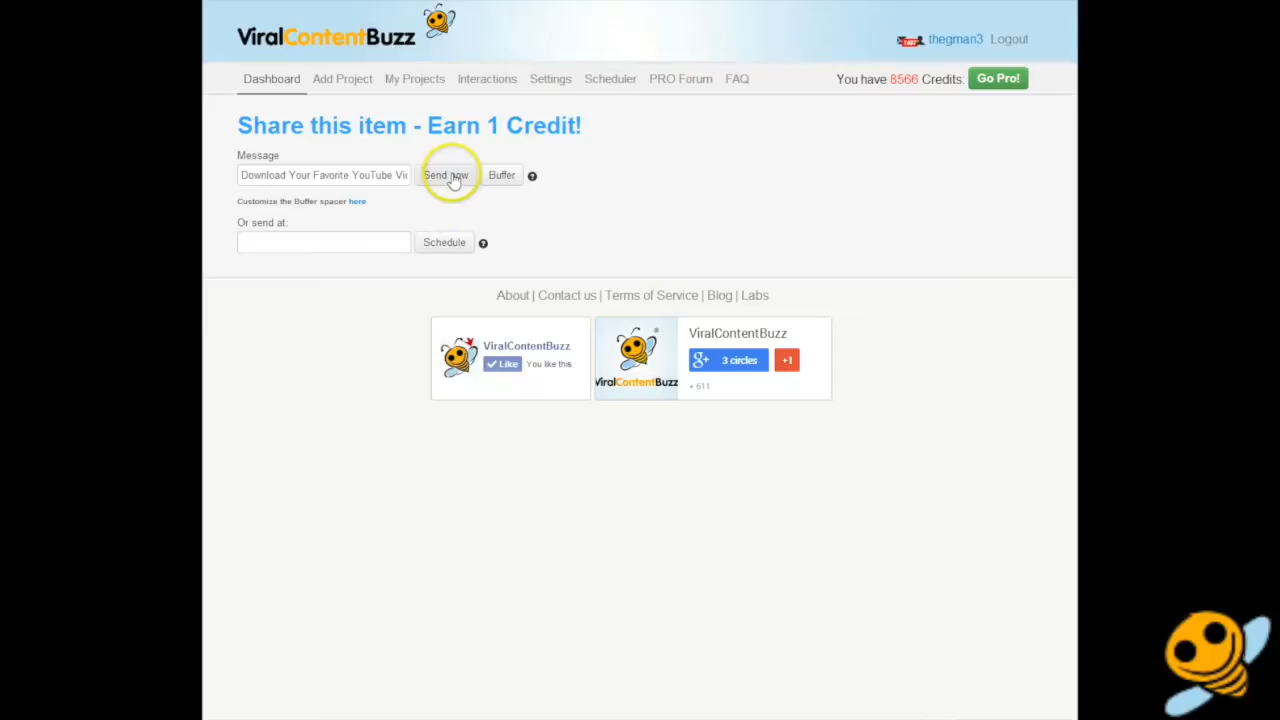 ViralContentBuzz
thegman3 Logout
Dashboard Add Project My Projects Interactions Settings Scheduler PRO Forum FAQ You have 8566 Credits: Go Pro!
Share this item - Earn 1 Credit!
Message
Download Your Favorite YouTube Vi Send now Buffer ?
Customize the Buffer spacer here
Or send at:
Schedule ?
About | Contact us | Terms of Service | Blog | Labs
ViralContentBuzz
Like You like this.
ViralContentBuzz
ViralContentBuzz
g+ 3 circles +1
+ 611